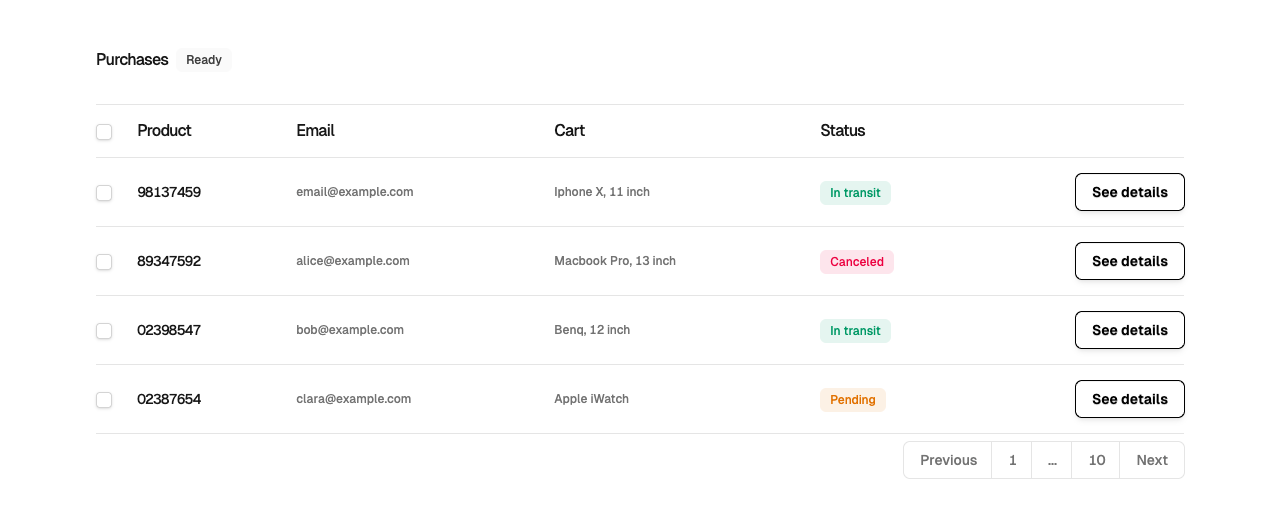 Purchases Ready
Product Email Cart Status
98137459 email@example.com Iphone X, 11 inch In transit See details
89347592 alice@example.com Macbook Pro, 13 inch Canceled See details
02398547 bob@example.com Benq, 12 inch In transit See details
02387654 clara@example.com Apple iWatch Pending See details
Previous 1 ... 10 Next